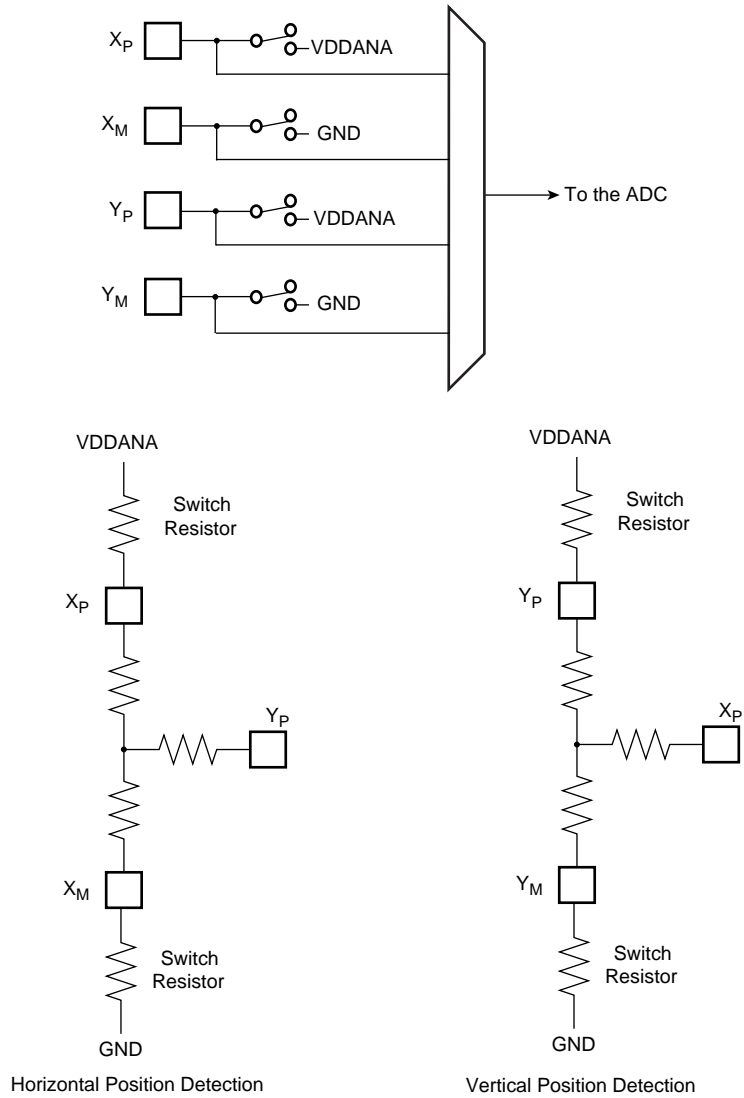 XP
VDDANA
XM
GND
YP
VDDANA
To the ADC
YM
GND
VDDANA
Switch
Resistor
XP
YP
XM
Switch
Resistor
GND
Horizontal Position Detection
VDDANA
Switch
Resistor
YP
XP
YM
Switch
Resistor
GND
Vertical Position Detection